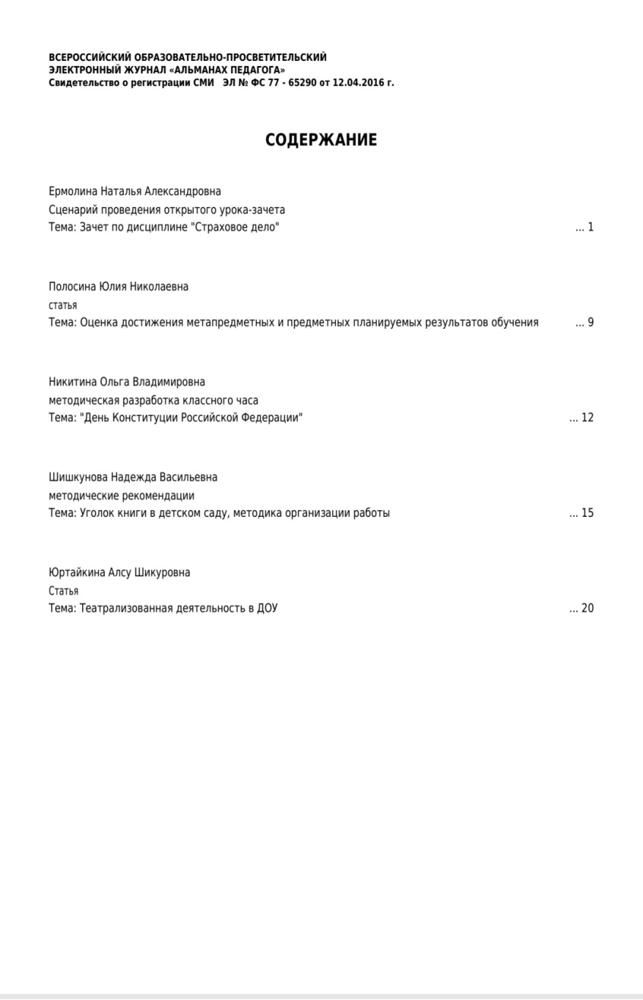 ВСЕРОССИЙСКИЙ ОБРАЗОВАТЕЛЬНО-ПРОСВЕТИТЕЛЬСКИЙ
ЭЛЕКТРОННЫЙ ЖУРНАЛ «АЛЬМАНАХ ПЕДАГОГА»
Свидетельство о регистрации СМИ ЭЛ № ФС 77 - 65290 от 12.04.2016 г.
СОДЕРЖАНИЕ
Ермолина Наталья Александровна
Сценарий проведения открытого урока-зачета
Тема: Зачет по дисциплине "Страховое дело" ... 1
Полосина Юлия Николаевна
статья
Тема: Оценка достижения метапредметных и предметных планируемых результатов обучения ... 9
Никитина Ольга Владимировна
методическая разработка классного часа
Тема: "День Конституции Российской Федерации" ... 12
Шишкунова Надежда Васильевна
методические рекомендации
Тема: Уголок книги в детском саду, методика организации работы ... 15
Юртайкина Алсу Шикуровна
Статья
Тема: Театрализованная деятельность в ДОУ ... 20